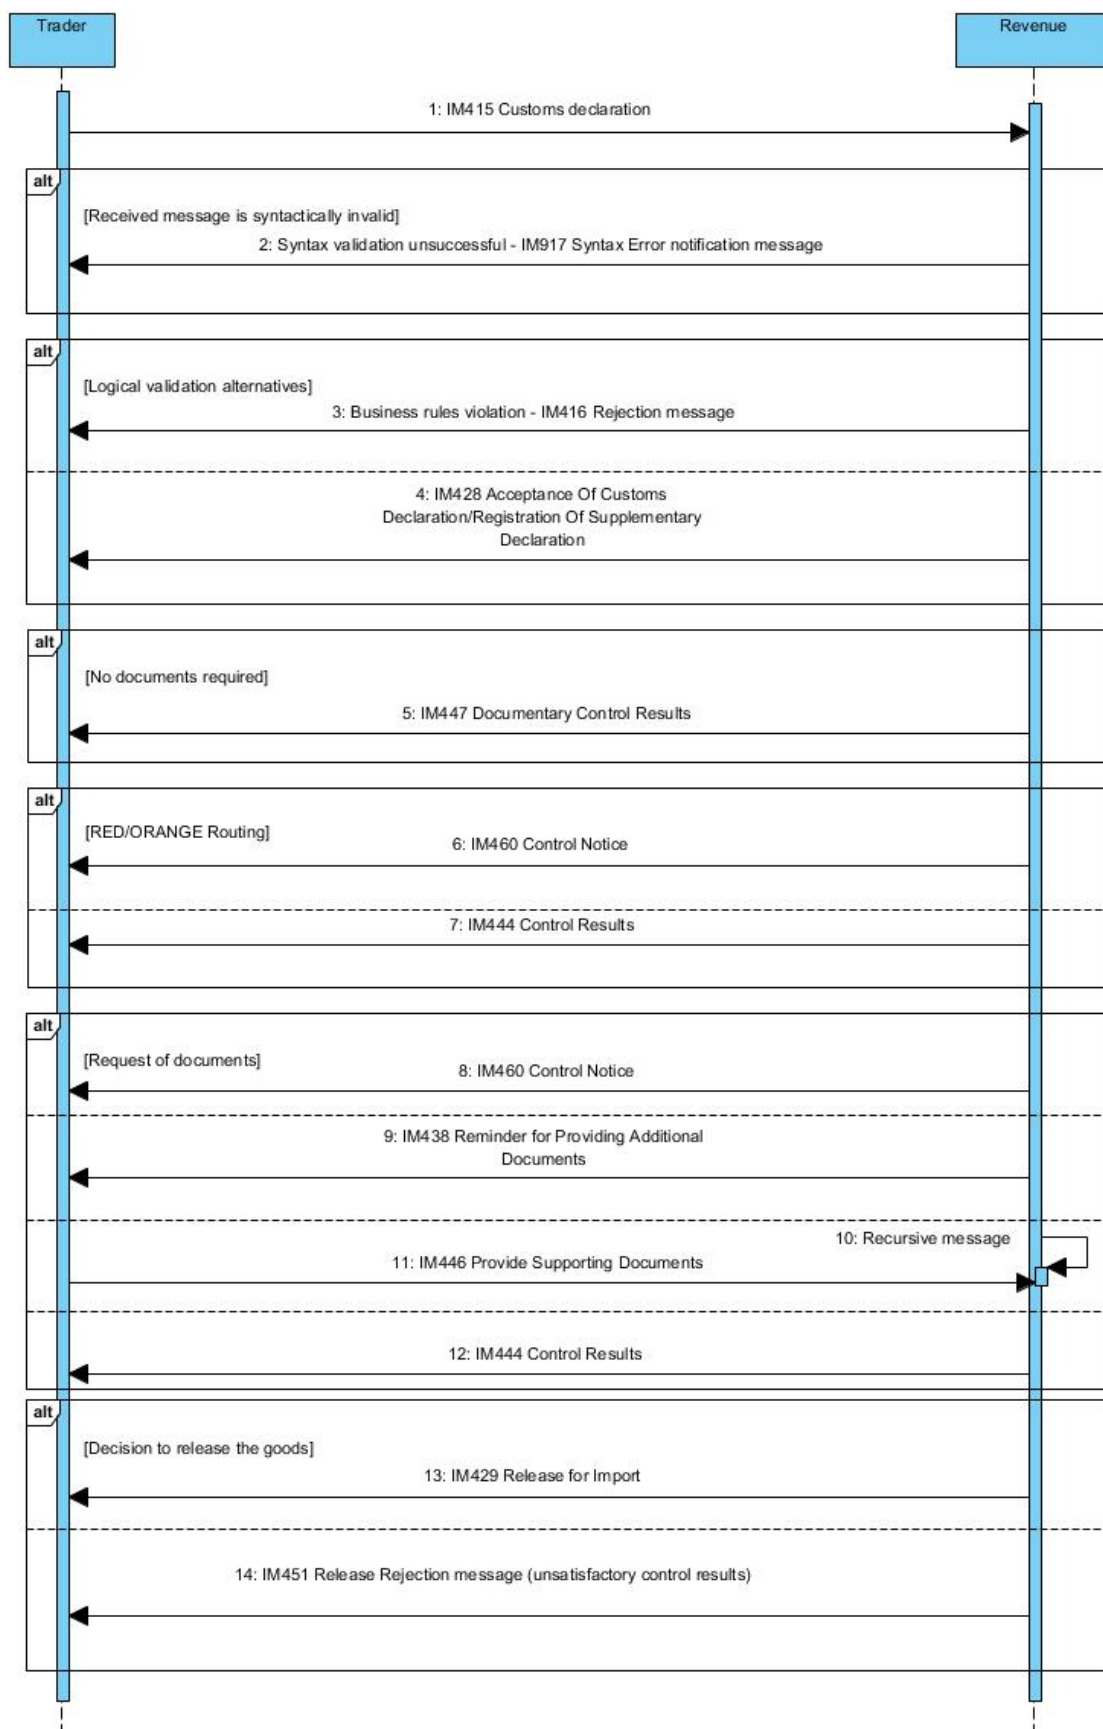 Trader
Revenue
1: IM415 Customs declaration
alt
[Received message is syntactically invalid]
2: Syntax validation unsuccessful - IM917 Syntax Error notification message
alt
[Logical validation alternatives]
3: Business rules violation - IM416 Rejection message
4: IM428 Acceptance Of Customs
Declaration/Registration Of Supplementary
Declaration
alt
[No documents required]
5: IM447 Documentary Control Results
alt
[RED/ORANGE Routing]
6: IM460 Control Notice
7: IM444 Control Results
alt
[Request of documents]
8: IM460 Control Notice
9: IM438 Reminder for Providing Additional
Documents
10: Recursive message
11: IM446 Provide Supporting Documents
12: IM444 Control Results
alt
[Decision to release the goods]
13: IM429 Release for Import
14: IM451 Release Rejection message (unsatisfactory control results)